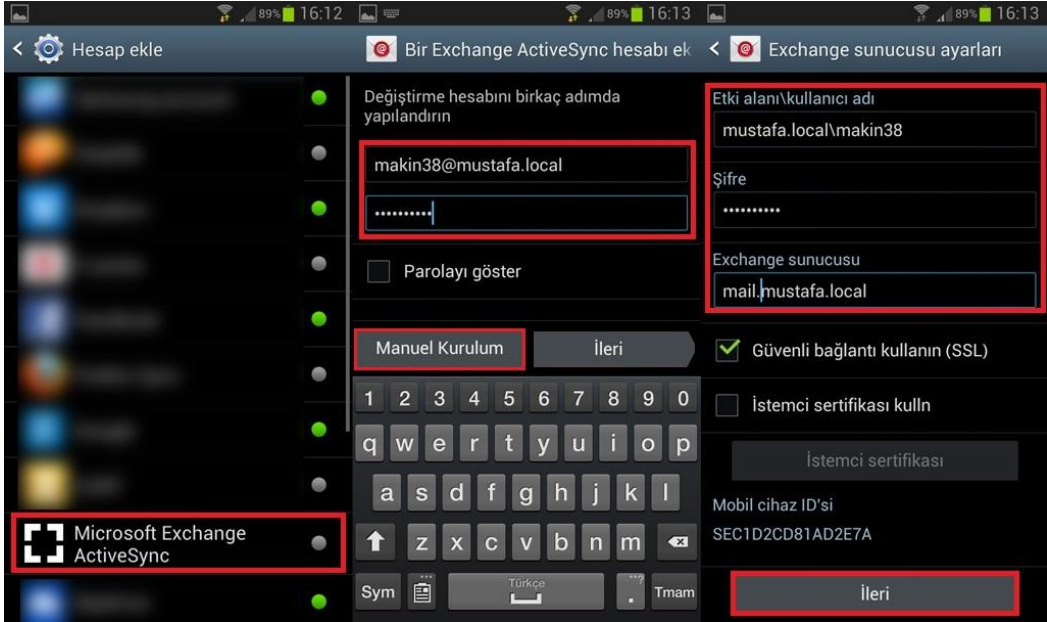 89% 16:12
Hesap ekle
Microsoft Exchange
ActiveSync
89% 16:13
Bir Exchange ActiveSync hesabı ek
Değiştirme hesabını birkaç adımda
yapılandırın
makin38@mustafa.local
••••••••••
Parolayı göster
Manuel Kurulum
İleri
1 2 3 4 5 6 7 8 9 0
q w e r t y u i o p
a s d f g h j k l
z x c v b n m
Sym
Türkçe
. Tmam
89% 16:13
Exchange sunucusu ayarları
Etki alanı\kullanıcı adı
mustafa.local\makin38
Şifre
••••••••••
Exchange sunucusu
mail.mustafa.local
Güvenli bağlantı kullanın (SSL)
İstemci sertifikası kulln
İstemci sertifikası
Mobil cihaz ID'si
SEC1D2CD81AD2E7A
İleri